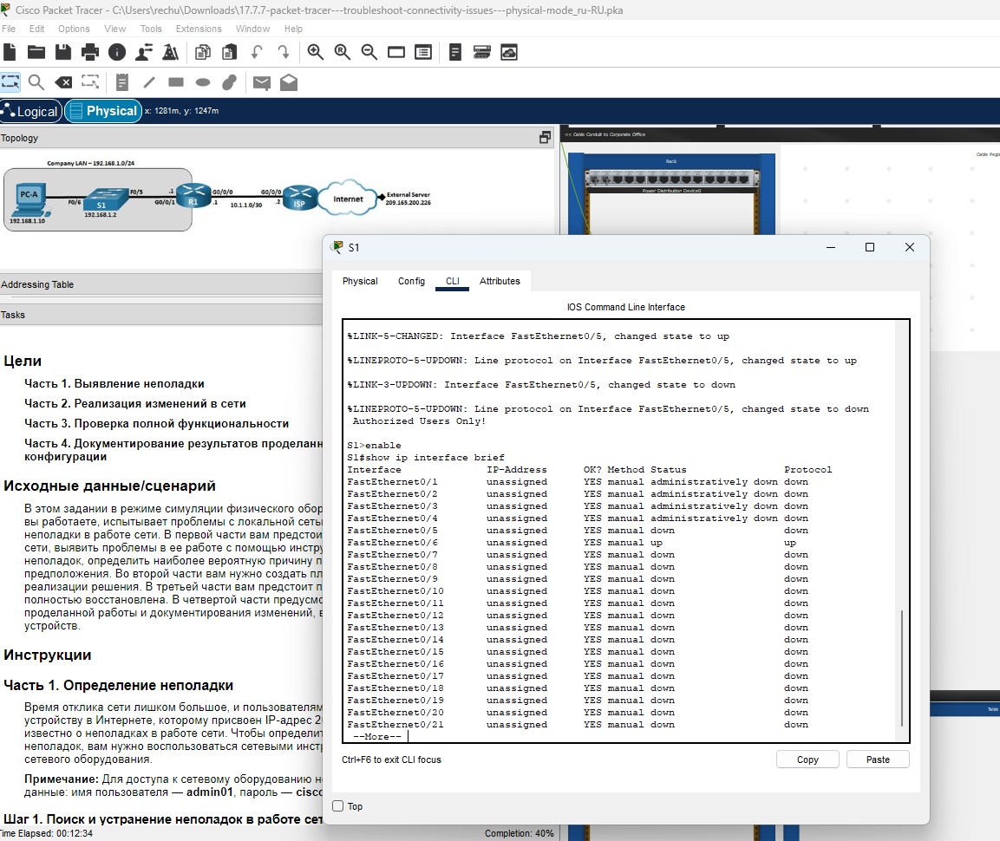 Cisco Packet Tracer - C:\Users\rechu\Downloads\17.7.7-packet-tracer---troubleshoot-connectivity-issues---physical-mode_ru-RU.pka
File Edit Options View Tools Extensions Window Help
Logical Physical x: 1281m, y: 1247m
Topology
Company LAN – 192.168.1.0/24
PC-A
F0/6
S1
F0/5
.1
G0/0/1
R1
G0/0/0
.1
10.1.1.0/30
G0/0/0
.2
ISP
Internet
External Server
209.165.200.226
192.168.1.2
192.168.1.10
<< Cable Conduit to Corporate Office
Rack
Power Distribution Device0
Addressing Table
Tasks
Цели
Часть 1. Выявление неполадки
Часть 2. Реализация изменений в сети
Часть 3. Проверка полной функциональности
Часть 4. Документирование результатов проделанн
конфигурации
Исходные данные/сценарий
В этом задании в режиме симуляции физического обор
вы работаете, испытывает проблемы с локальной сеть
неполадки в работе сети. В первой части вам предстои
сети, выявить проблемы в ее работе с помощью инстру
неполадок, определить наиболее вероятную причину п
предположения. Во второй части вам нужно создать пл
реализации решения. В третьей части вам предстоит п
полностью восстановлена. В четвертой части предусмо
проделанной работы и документирования изменений, в
устройств.
Инструкции
Часть 1. Определение неполадки
Время отклика сети лишком большое, и пользователям
устройству в Интернете, которому присвоен IP-адрес 2
известно о неполадках в работе сети. Чтобы определит
неполадок, вам нужно воспользоваться сетевыми инст
сетевого оборудования.
Примечание: Для доступа к сетевому оборудованию н
данные: имя пользователя — admin01, пароль — cisc
Шаг 1. Поиск и устранение неполадок в работе сет
Time Elapsed: 00:12:34 Completion: 40%
S1
Physical Config CLI Attributes
IOS Command Line Interface
%LINK-5-CHANGED: Interface FastEthernet0/5, changed state to up
%LINEPROTO-5-UPDOWN: Line protocol on Interface FastEthernet0/5, changed state to up
%LINK-3-UPDOWN: Interface FastEthernet0/5, changed state to down
%LINEPROTO-5-UPDOWN: Line protocol on Interface FastEthernet0/5, changed state to down
Authorized Users Only!
S1>enable
S1#show ip interface brief
Interface IP-Address OK? Method Status Protocol
FastEthernet0/1 unassigned YES manual administratively down down
FastEthernet0/2 unassigned YES manual administratively down down
FastEthernet0/3 unassigned YES manual administratively down down
FastEthernet0/4 unassigned YES manual administratively down down
FastEthernet0/5 unassigned YES manual down down
FastEthernet0/6 unassigned YES manual up up
FastEthernet0/7 unassigned YES manual down down
FastEthernet0/8 unassigned YES manual down down
FastEthernet0/9 unassigned YES manual down down
FastEthernet0/10 unassigned YES manual down down
FastEthernet0/11 unassigned YES manual down down
FastEthernet0/12 unassigned YES manual down down
FastEthernet0/13 unassigned YES manual down down
FastEthernet0/14 unassigned YES manual down down
FastEthernet0/15 unassigned YES manual down down
FastEthernet0/16 unassigned YES manual down down
FastEthernet0/17 unassigned YES manual down down
FastEthernet0/18 unassigned YES manual down down
FastEthernet0/19 unassigned YES manual down down
FastEthernet0/20 unassigned YES manual down down
FastEthernet0/21 unassigned YES manual down down
--More--
Ctrl+F6 to exit CLI focus
Copy Paste
Top
Cable Pegb
Table